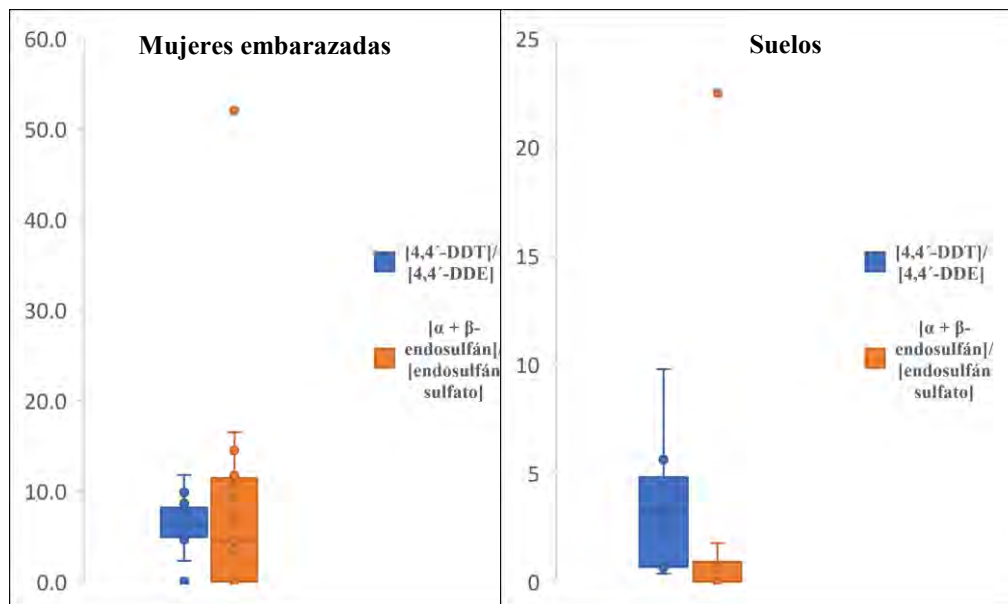 Mujeres embarazadas
60.0
50.0
40.0
30.0
20.0
10.0
0.0
[4,4´-DDT]/
[4,4´-DDE]
[α + β-
endosulfán]/
[endosulfán
sulfato]
Suelos
25
20
15
10
5
0
[4,4´-DDT]/
[4,4´-DDE]
[α + β-
endosulfán]/
[endosulfán
sulfato]